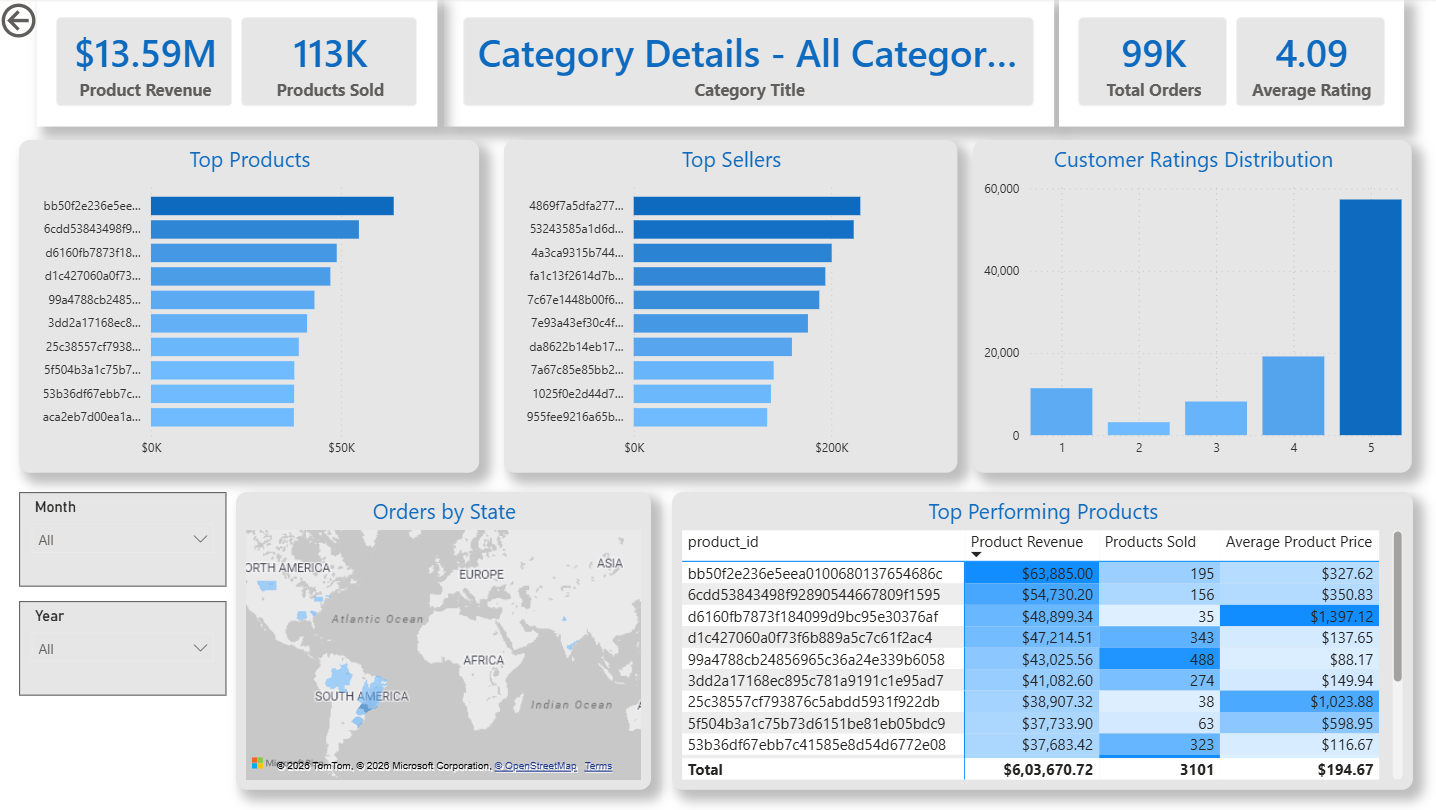 $13.59M
Product Revenue
113K
Products Sold
Category Details - All Categor...
Category Title
99K
Total Orders
4.09
Average Rating
Top Products
bb50f2e236e5ee...
6cdd53843498f9...
d6160fb7873f18...
d1c427060a0f73...
99a4788cb2485...
3dd2a17168ec8...
25c38557cf7938...
5f504b3a1c75b7...
53b36df67ebb7c...
aca2eb7d00ea1a...
$0K $50K
Top Sellers
4869f7a5dfa277...
53243585a1d6d...
4a3ca9315b744...
fa1c13f2614d7b...
7c67e1448b00f6...
7e93a43ef30c4f...
da8622b14eb17...
7a67c85e85bb2...
1025f0e2d44d7...
955fee9216a65b...
$0K $200K
Customer Ratings Distribution
60,000
40,000
20,000
0
1 2 3 4 5
Month
All
Year
All
Orders by State
ORTH AMERICA
EUROPE
ASIA
Atlantic Ocean
AFRICA
SOUTH AMERICA
Indian Ocean
© 2026 TomTom, © 2026 Microsoft Corporation, © OpenStreetMap Terms
Top Performing Products
product_id Product Revenue Products Sold Average Product Price
bb50f2e236e5eea0100680137654686c $63,885.00 195 $327.62
6cdd53843498f92890544667809f1595 $54,730.20 156 $350.83
d6160fb7873f184099d9bc95e30376af $48,899.34 35 $1,397.12
d1c427060a0f73f6b889a5c7c61f2ac4 $47,214.51 343 $137.65
99a4788cb24856965c36a24e339b6058 $43,025.56 488 $88.17
3dd2a17168ec895c781a9191c1e95ad7 $41,082.60 274 $149.94
25c38557cf793876c5abdd5931f922db $38,907.32 38 $1,023.88
5f504b3a1c75b73d6151be81eb05bdc9 $37,733.90 63 $598.95
53b36df67ebb7c41585e8d54d6772e08 $37,683.42 323 $116.67
Total $6,03,670.72 3101 $194.67